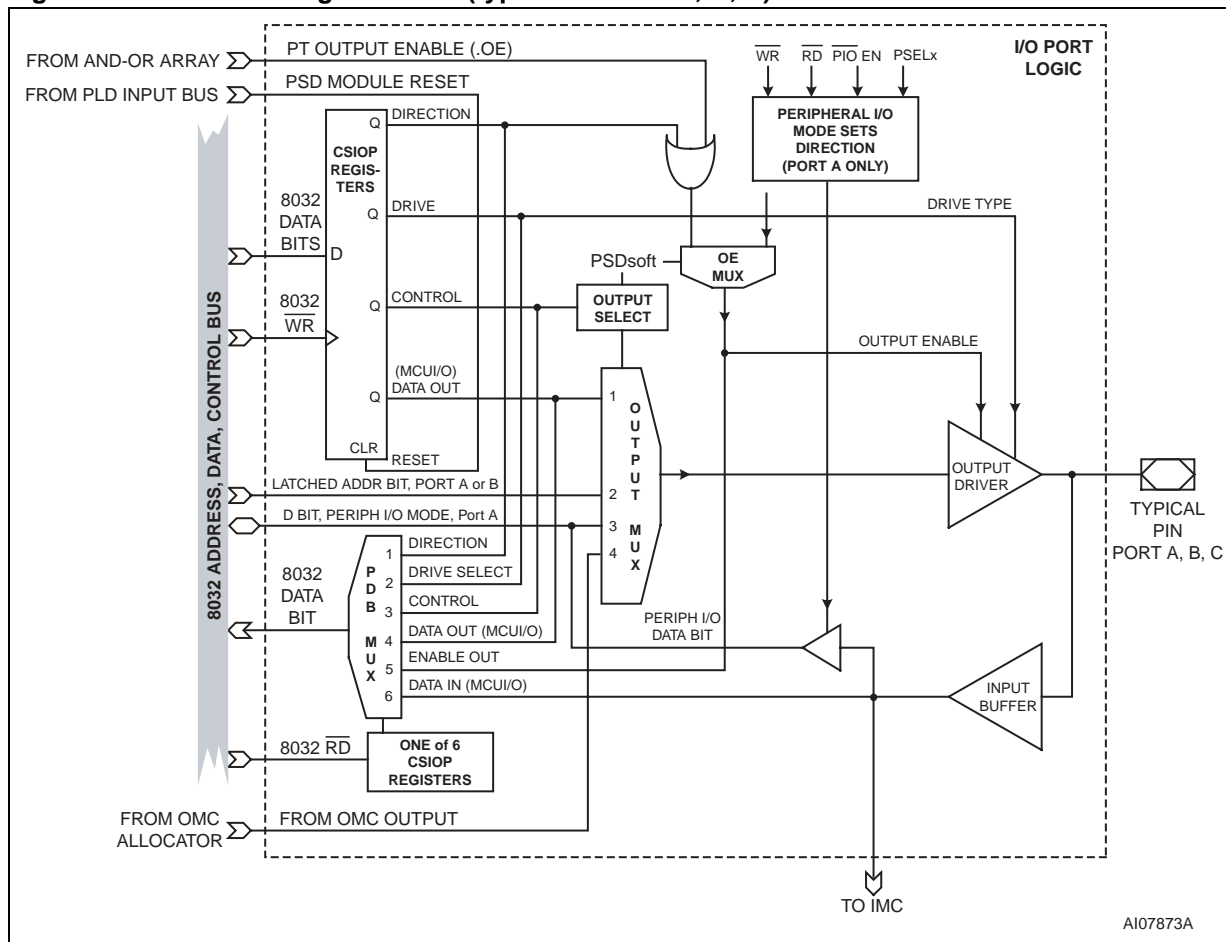 I/O PORT
LOGIC
FROM AND-OR ARRAY
PT OUTPUT ENABLE (.OE)
FROM PLD INPUT BUS
PSD MODULE RESET
WR
RD
PIO EN
PSELx
PERIPHERAL I/O
MODE SETS
DIRECTION
(PORT A ONLY)
8032 ADDRESS, DATA, CONTROL BUS
8032
DATA
BITS
8032
WR
CSIOP
REGIS-
TERS
D
CLR
Q
DIRECTION
Q
DRIVE
DRIVE TYPE
Q
CONTROL
Q
(MCUI/O)
DATA OUT
RESET
PSDsoft
OE
MUX
OUTPUT
SELECT
OUTPUT ENABLE
LATCHED ADDR BIT, PORT A or B
D BIT, PERIPH I/O MODE, Port A
1
2
3
4
OUTPUT
MUX
OUTPUT
DRIVER
TYPICAL
PIN
PORT A, B, C
8032
DATA
BIT
PDB
MUX
1
DIRECTION
2
DRIVE SELECT
3
CONTROL
4
DATA OUT (MCUI/O)
5
ENABLE OUT
6
DATA IN (MCUI/O)
PERIPH I/O
DATA BIT
INPUT
BUFFER
8032 RD
ONE of 6
CSIOP
REGISTERS
FROM OMC
ALLOCATOR
FROM OMC OUTPUT
TO IMC
AI07873A